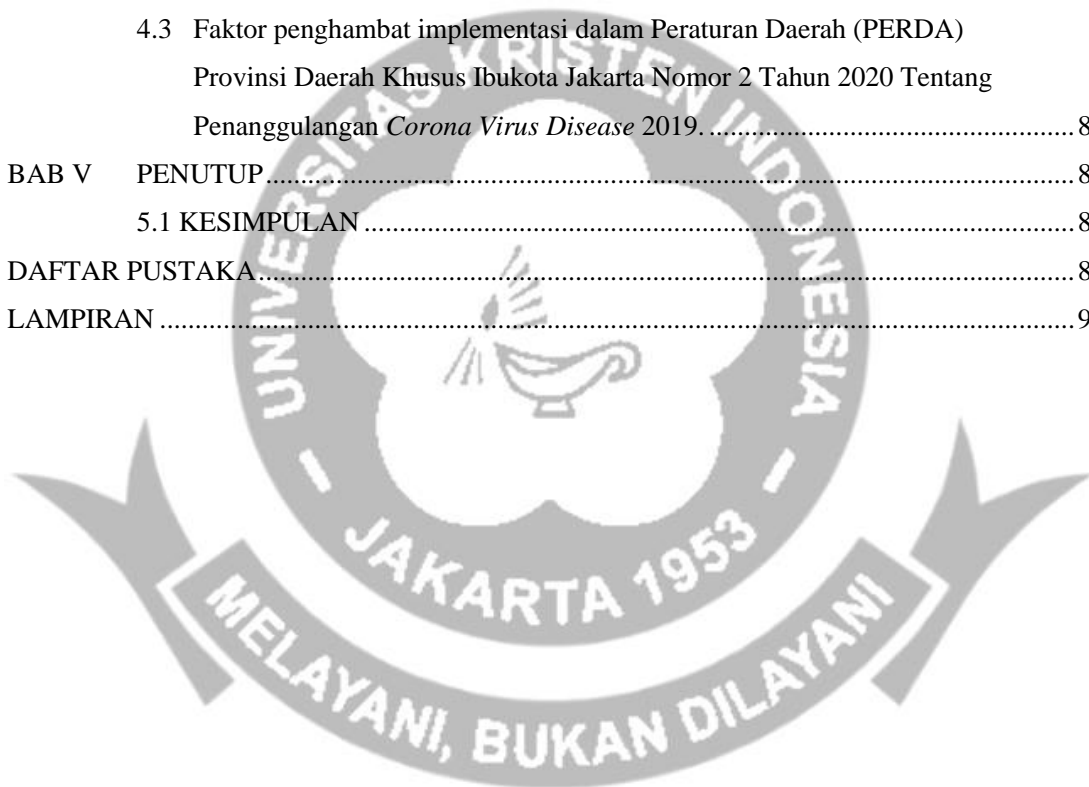 4.3 Faktor penghambat implementasi dalam Peraturan Daerah (PERDA)
Provinsi Daerah Khusus Ibukota Jakarta Nomor 2 Tahun 2020 Tentang
Penanggulangan Corona Virus Disease 2019. ........................................ 8
BAB V PENUTUP ........................................ 8
5.1 KESIMPULAN ........................................ 8
DAFTAR PUSTAKA ........................................ 8
LAMPIRAN ........................................ 9
UNIVERSITAS KRISTEN INDONESIA
- JAKARTA 1953 -
MELAYANI, BUKAN DILAYANI